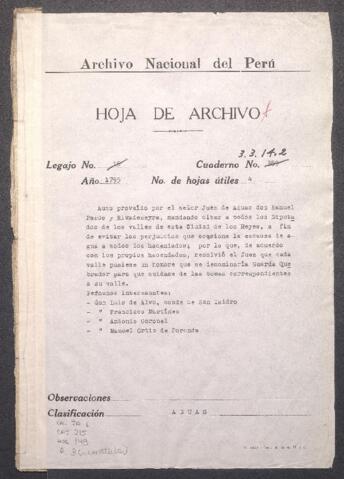 Archivo Nacional del Perú
HOJA DE ARCHIVO
3.3.14.2
Legajo No. Cuaderno No.
Año 1795 No. de hojas útiles 4
Auto proveído por el señor Juez de Aguas don Manuel
Pardo y Rivadeneyra, mandando citar a todos los Diputa
dos de los valles de esta Ciudad de los Reyes, a fin
de evitar los perjuicios que ocasiona la escasez de a
gua a todos los hacendados; por lo que, de acuerdo
con los propios hacendados, resolvió el Juez que cada
valle pusiese un hombre que se denominaría Guarda Que
brador para que cuidase de las tomas correspondientes
a su valle.
Personas intersantes:
- Don Luis de Alva, conde de San Isidro
- " Francisco Martínez
- " Antonio Coronel
- " Manuel Ortiz de Foronda
Observaciones
Clasificación AGUAS